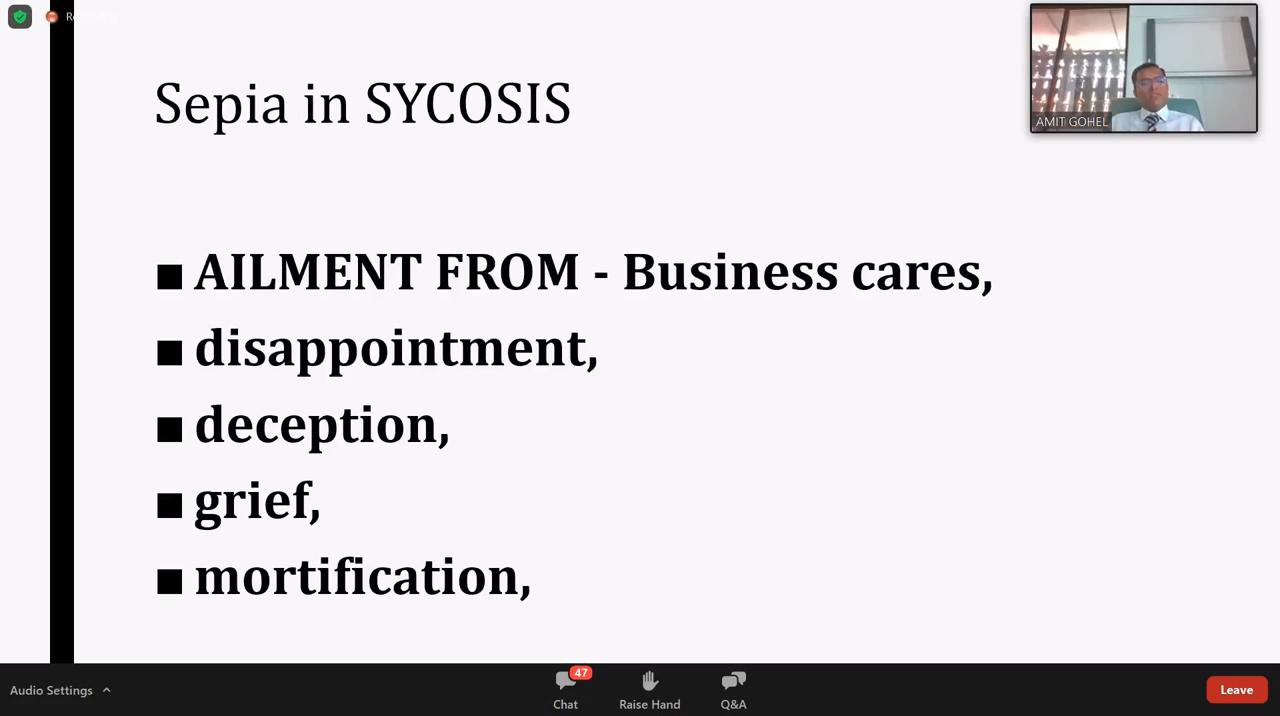 Sepia in SYCOSIS
AMIT GOHEL
■ AILMENT FROM - Business cares,
■ disappointment,
■ deception,
■ grief,
■ mortification,
47
Audio Settings
Chat
Raise Hand
Q&A
Leave